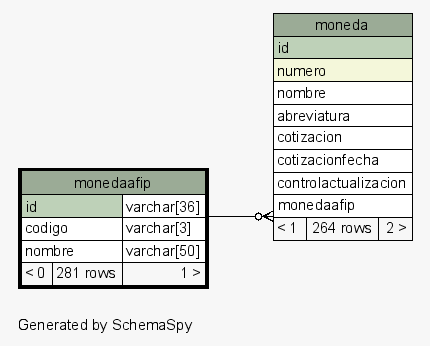 moneda
id
numero
nombre
abreviatura
cotizacion
cotizacionfecha
controlactualizacion
monedaafip
< 1 264 rows 2 >
monedaafip
id varchar[36]
codigo varchar[3]
nombre varchar[50]
< 0 281 rows 1 >
Generated by SchemaSpy